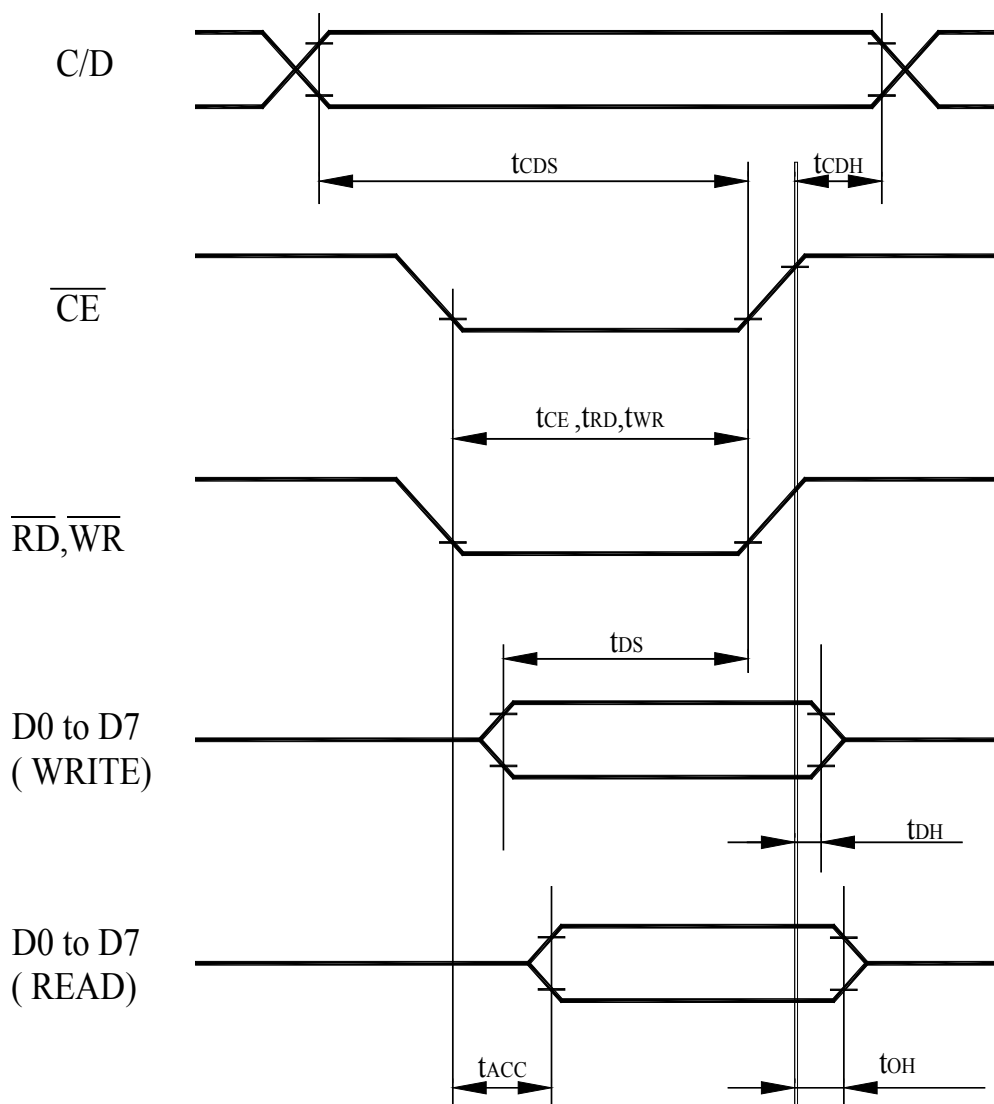 C/D
tCDS
tCDH
CE
tCE ,tRD,tWR
RD,WR
tDS
D0 to D7
( WRITE)
tDH
D0 to D7
( READ)
tACC
tOH